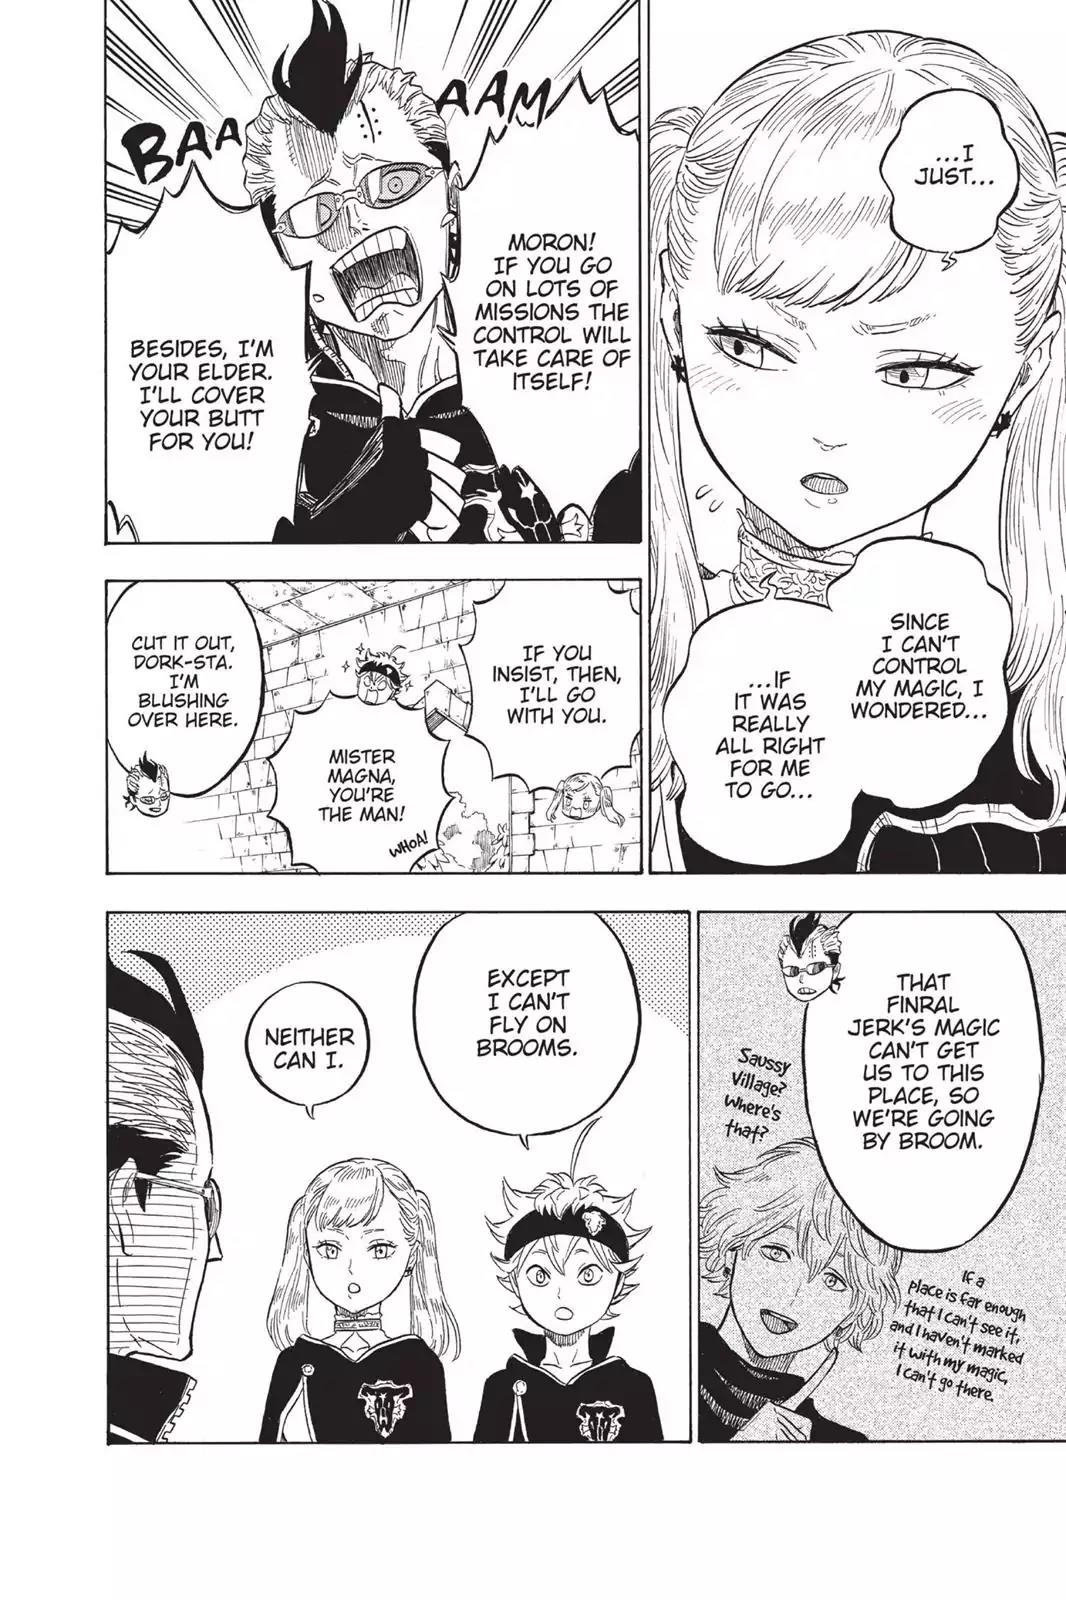 ...I
JUST...
SINCE
I CAN'T
CONTROL
MY MAGIC, I
WONDERED...
...IF
IT WAS
REALLY
ALL RIGHT
FOR ME
TO GO...
BAA
AAM
MORON!
IF YOU GO
ON LOTS OF
MISSIONS THE
CONTROL WILL
TAKE CARE OF
ITSELF!
BESIDES, I'M
YOUR ELDER.
I'LL COVER
YOUR BUTT
FOR YOU!
IF YOU
INSIST, THEN,
I'LL GO
WITH YOU.
MISTER
MAGNA,
YOU'RE
THE MAN!
WHOA!
CUT IT OUT,
DORK-STA.
I'M
BLUSHING
OVER HERE.
THAT
FINRAL
JERK'S MAGIC
CAN'T GET
US TO THIS
PLACE, SO
WE'RE GOING
BY BROOM.
Saussy
Village?
Where's
that?
If a
place is far enough
that I can't see it,
and I haven't marked
it with my magic,
I can't go there.
EXCEPT
I CAN'T
FLY ON
BROOMS.
NEITHER
CAN I.